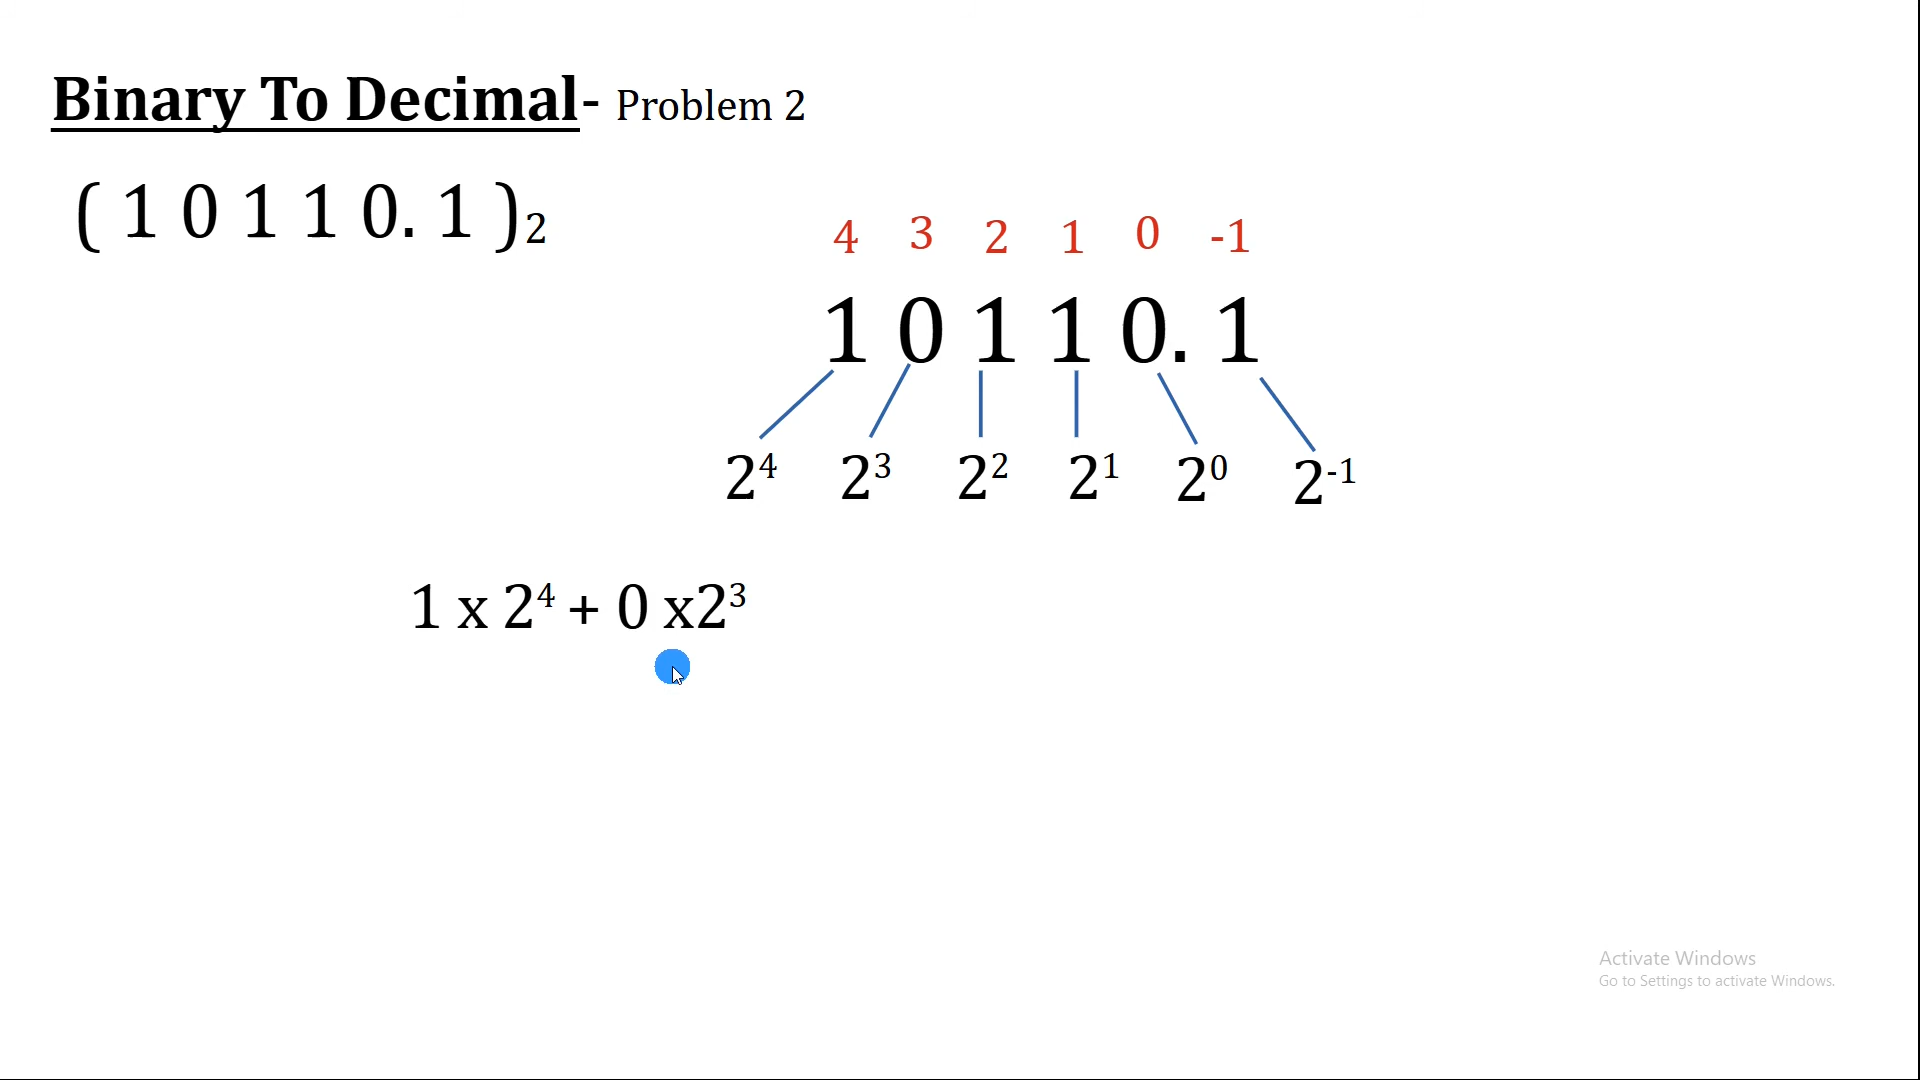 Binary To Decimal- Problem 2
( 1 0 1 1 0. 1 )₂
4 3 2 1 0 -1
1 0 1 1 0. 1
2⁴ 2³ 2² 2¹ 2⁰ 2⁻¹
1 x 2⁴ + 0 x2³
Activate Windows
Go to Settings to activate Windows.